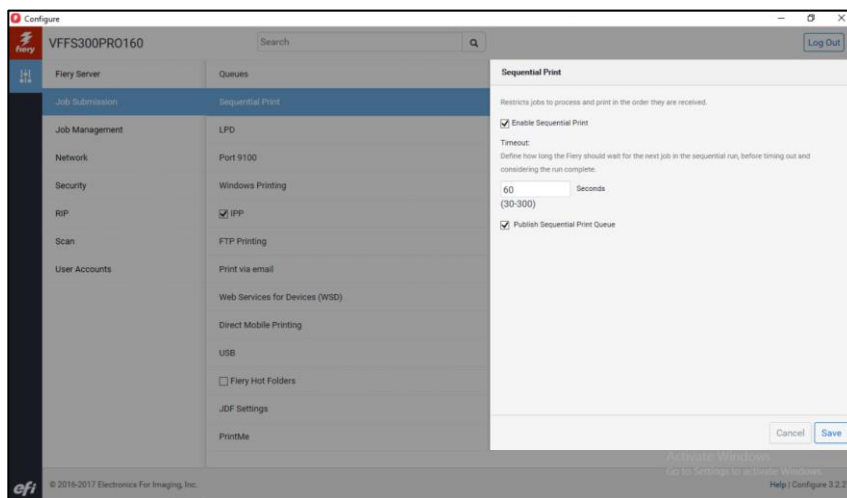 Configure
fiery
VFFS300PRO160
Search
Log Out
Fiery Server
Job Submission
Job Management
Network
Security
RIP
Scan
User Accounts
Queues
Sequential Print
LPD
Port 9100
Windows Printing
IPP
FTP Printing
Print via email
Web Services for Devices (WSD)
Direct Mobile Printing
USB
Fiery Hot Folders
JDF Settings
PrintMe
Sequential Print
Restricts jobs to process and print in the order they are received.
Enable Sequential Print
Timeout:
Define how long the Fiery should wait for the next job in the sequential run, before timing out and
considering the run complete.
60 Seconds
(30-300)
Publish Sequential Print Queue
Cancel Save
Activate Windows
Go to Settings to activate Windows.
efi
© 2016-2017 Electronics For Imaging, Inc.
Help | Configure 3.2.2